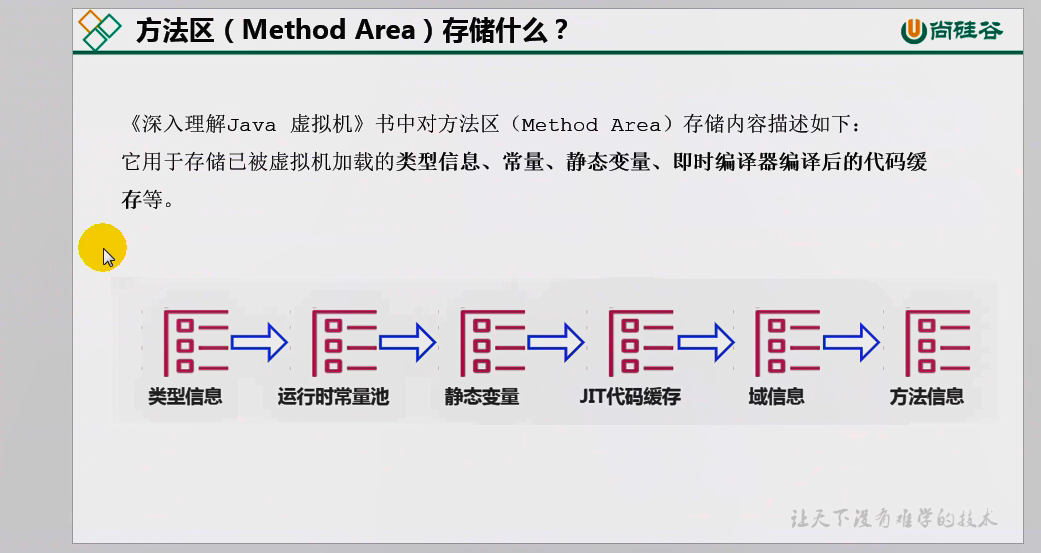 方法区（Method Area）存储什么？
尚硅谷
《深入理解Java 虚拟机》书中对方法区（Method Area）存储内容描述如下：
它用于存储已被虚拟机加载的类型信息、常量、静态变量、即时编译器编译后的代码缓
存等。
类型信息
运行时常量池
静态变量
JIT代码缓存
域信息
方法信息
让天下没有难学的技术